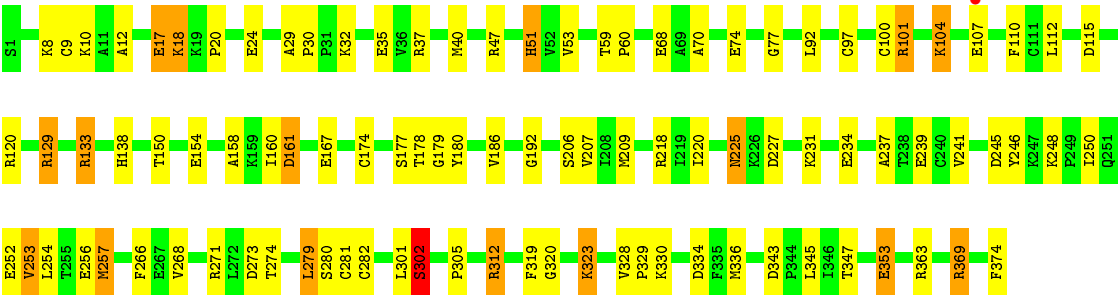 S1 K8 C9 K10 A11 A12 E17 K18 K19 P20 E24 A29 P30 P31 K32 E35 V36 R37 M40 R47 H51 V52 V53 T59 P60 E68 A69 A70 E74 G77 L92 C97 C100 R101 K104 E107 F110 C111 L112 D115
R120 R129 R133 H138 T150 E154 A158 K159 I160 D161 E167 C174 S177 T178 G179 Y180 V186 G192 S206 V207 I208 M209 R218 I219 I220 N225 K226 D227 K231 E234 A237 T238 E239 C240 V241 D245 Y246 K247 K248 P249 I250 Q251
E252 V253 L254 T255 E256 M257 F266 E267 V268 R271 L272 D273 T274 L279 S280 C281 C282 L301 S302 P305 R312 F319 G320 K323 V328 P329 K330 D334 F335 M336 D343 P344 L345 I346 T347 E353 R363 R369 F374